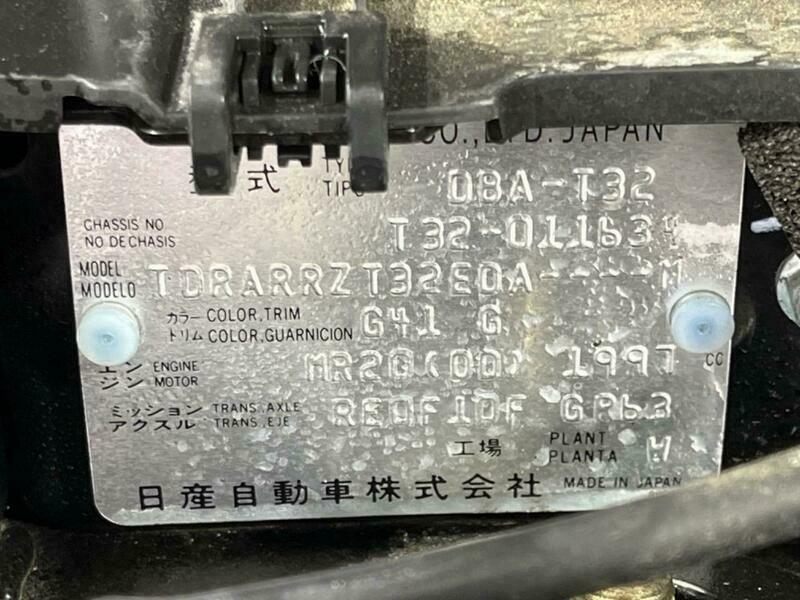 CO.,LTD.JAPAN
式 DBA-T32
CHASSIS NO
NO DE CHASIS T32-011634
MODEL
MODELO TDRARRZT32EDA----M
カラー COLOR,TRIM
トリム COLOR,GUARNICION G41 G
エン ENGINE
ジン MOTOR MR20(DD) 1997 CC
ミッション TRANS.,AXLE
アクスル TRANS.,EJE RE0F10F GR63
工場 PLANT
PLANTA W
日産自動車株式会社 MADE IN JAPAN